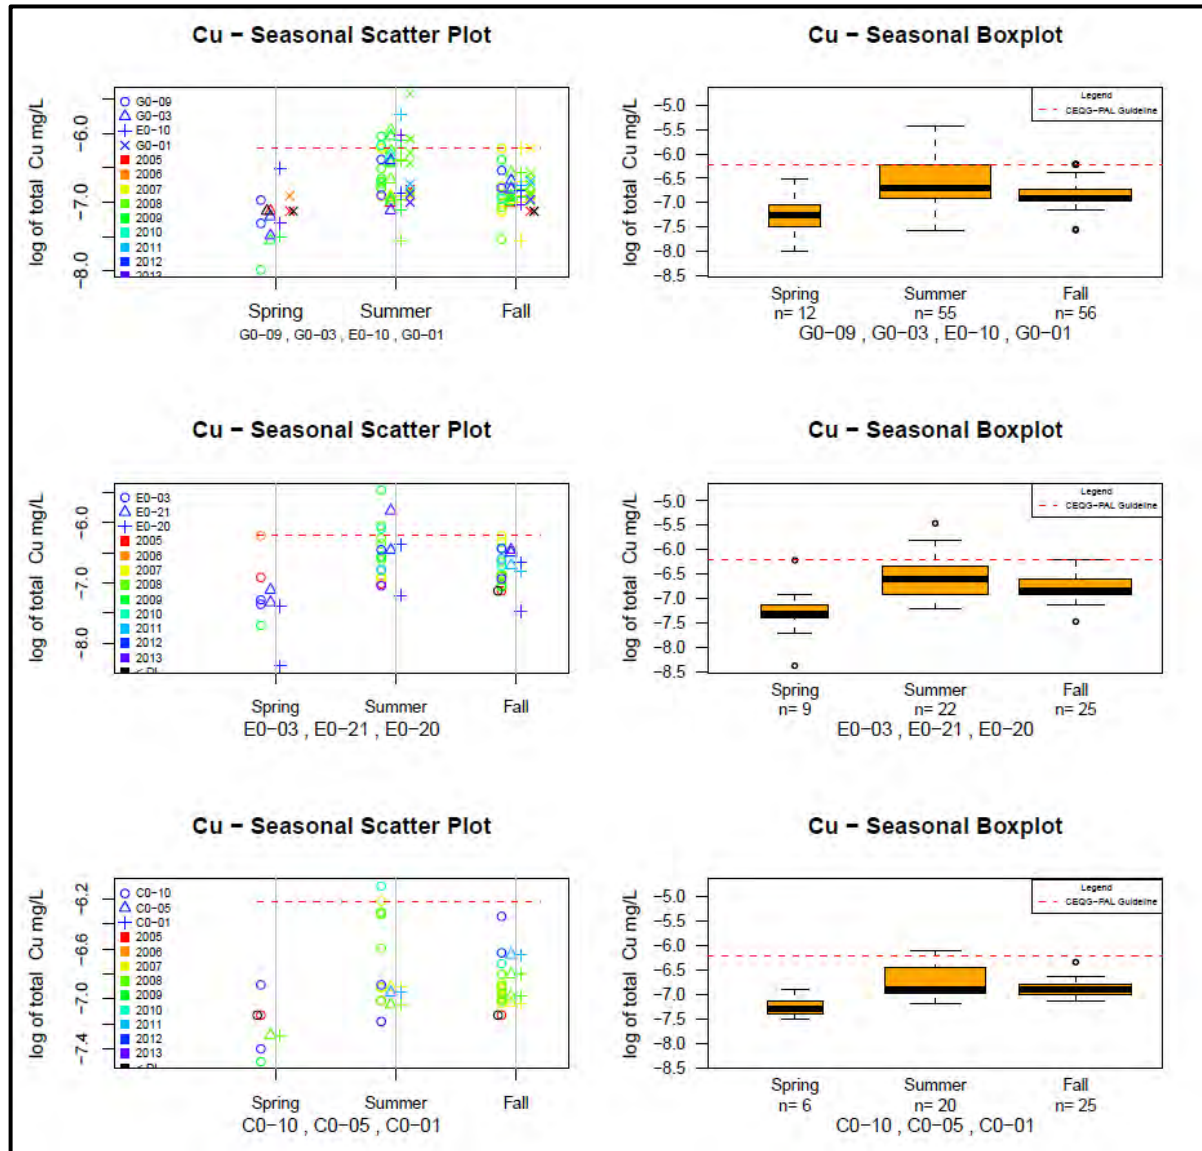 Cu − Seasonal Scatter Plot
log of total Cu mg/L
−6.0
−7.0
−8.0
G0−09
G0−03
E0−10
G0−01
2005
2006
2007
2008
2009
2010
2011
2012
2013
Spring
Summer
Fall
G0−09 , G0−03 , E0−10 , G0−01
Cu − Seasonal Boxplot
log of total Cu mg/L
−5.0
−5.5
−6.0
−6.5
−7.0
−7.5
−8.0
−8.5
Legend
CEQG−PAL Guideline
Spring
Summer
Fall
n= 12
n= 55
n= 56
G0−09 , G0−03 , E0−10 , G0−01
Cu − Seasonal Scatter Plot
log of total Cu mg/L
−6.0
−7.0
−8.0
E0−03
E0−21
E0−20
2005
2006
2007
2008
2009
2010
2011
2012
2013
Spring
Summer
Fall
E0−03 , E0−21 , E0−20
Cu − Seasonal Boxplot
log of total Cu mg/L
−5.0
−5.5
−6.0
−6.5
−7.0
−7.5
−8.0
−8.5
Legend
CEQG−PAL Guideline
Spring
Summer
Fall
n= 9
n= 22
n= 25
E0−03 , E0−21 , E0−20
Cu − Seasonal Scatter Plot
log of total Cu mg/L
−6.2
−6.6
−7.0
−7.4
C0−10
C0−05
C0−01
2005
2006
2007
2008
2009
2010
2011
2012
2013
Spring
Summer
Fall
C0−10 , C0−05 , C0−01
Cu − Seasonal Boxplot
log of total Cu mg/L
−5.0
−5.5
−6.0
−6.5
−7.0
−7.5
−8.0
−8.5
Legend
CEQG−PAL Guideline
Spring
Summer
Fall
n= 6
n= 20
n= 25
C0−10 , C0−05 , C0−01